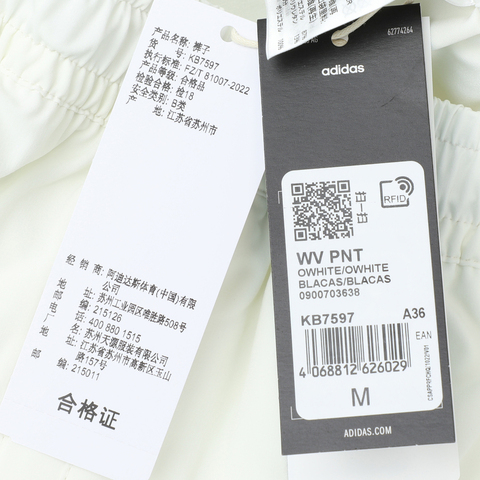 产品名称: 裤子
货 号: KB7597
执行标准: FZ/T 81007-2022
产品等级: 合格品
检验合格: 检18
安全类别: B类
产 地: 江苏省苏州市
经 销 商: 阿迪达斯体育(中国)有限
公司
地 址: 苏州工业园区唯胜路508号
邮 编: 215126
电 话: 400 880 1515
名 称: 苏州天摄服装有限公司
地 址: 江苏省苏州市高新区玉山
路157号
邮 编: 215011
合格证
62774264
adidas
RFID
WV PNT
OWHITE/OWHITE
BLACAS/BLACAS
0900703638
KB7597 A36
EAN
4 068812 626029
M
ADIDAS.COM